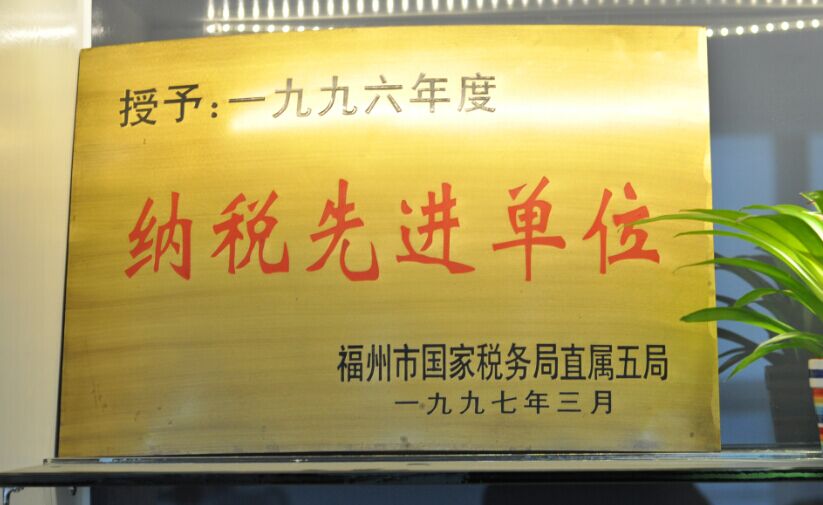 授予：一九九六年度
纳税先进单位
福州市国家税务局直属五局
一九九七年三月